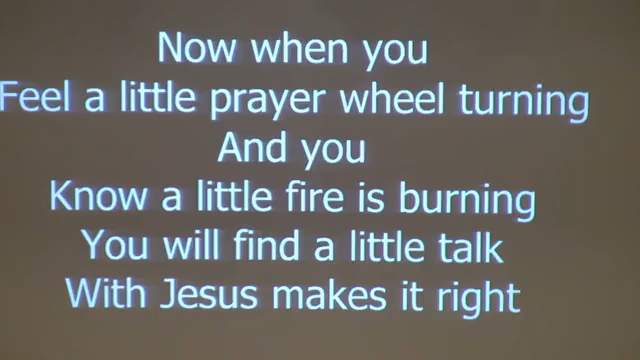 Now when you
Feel a little prayer wheel turning
And you
Know a little fire is burning
You will find a little talk
With Jesus makes it right